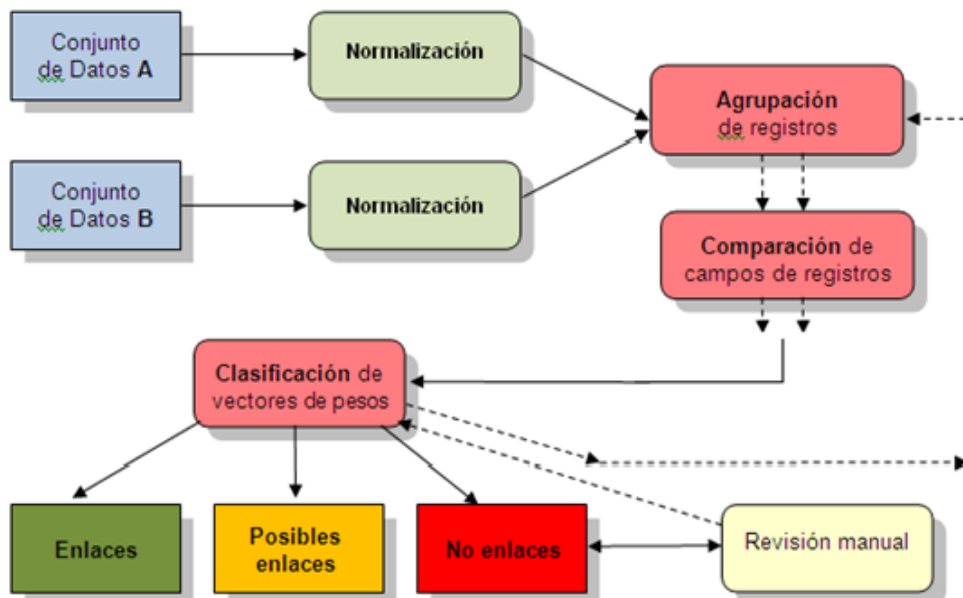 Conjunto
de Datos A
Normalización
Agrupación
de registros
Conjunto
de Datos B
Normalización
Comparación de
campos de registros
Clasificación de
vectores de pesos
Enlaces
Posibles
enlaces
No enlaces
Revisión manual